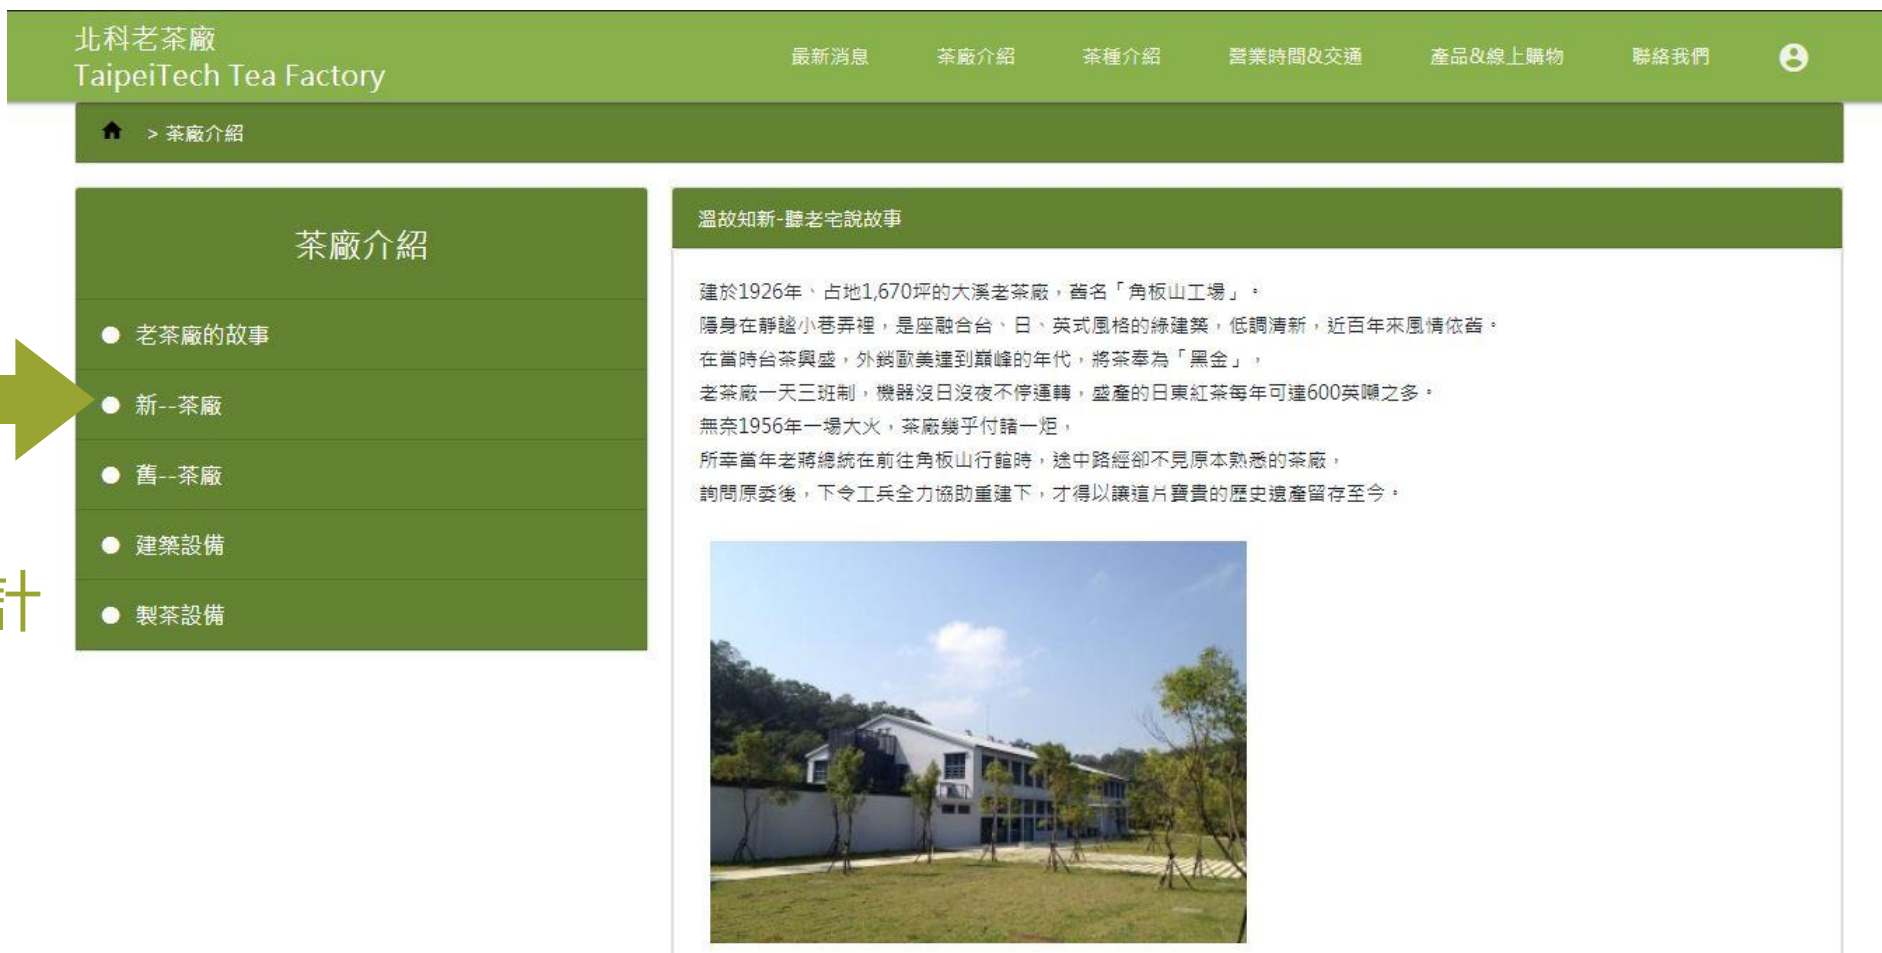 北科老茶廠
TaipeiTech Tea Factory
最新消息 茶廠介紹 茶種介紹 營業時間&交通 產品&線上購物 聯絡我們
> 茶廠介紹
茶廠介紹
老茶廠的故事
新--茶廠
舊--茶廠
建築設備
製茶設備
計
溫故知新-聽老宅說故事
建於1926年、占地1,670坪的大溪老茶廠，舊名「角板山工場」。
隱身在靜謐小巷弄裡，是座融合台、日、英式風格的綠建築，低調清新，近百年來風情依舊。
在當時台茶興盛，外銷歐美達到巔峰的年代，將茶奉為「黑金」，
老茶廠一天三班制，機器沒日沒夜不停運轉，盛產的日東紅茶每年可達600英噸之多。
無奈1956年一場大火，茶廠幾乎付諸一炬，
所幸當年老蔣總統在前往角板山行館時，途中路經卻不見原本熟悉的茶廠，
詢問原委後，下令工兵全力協助重建下，才得以讓這片寶貴的歷史遺產留存至今。